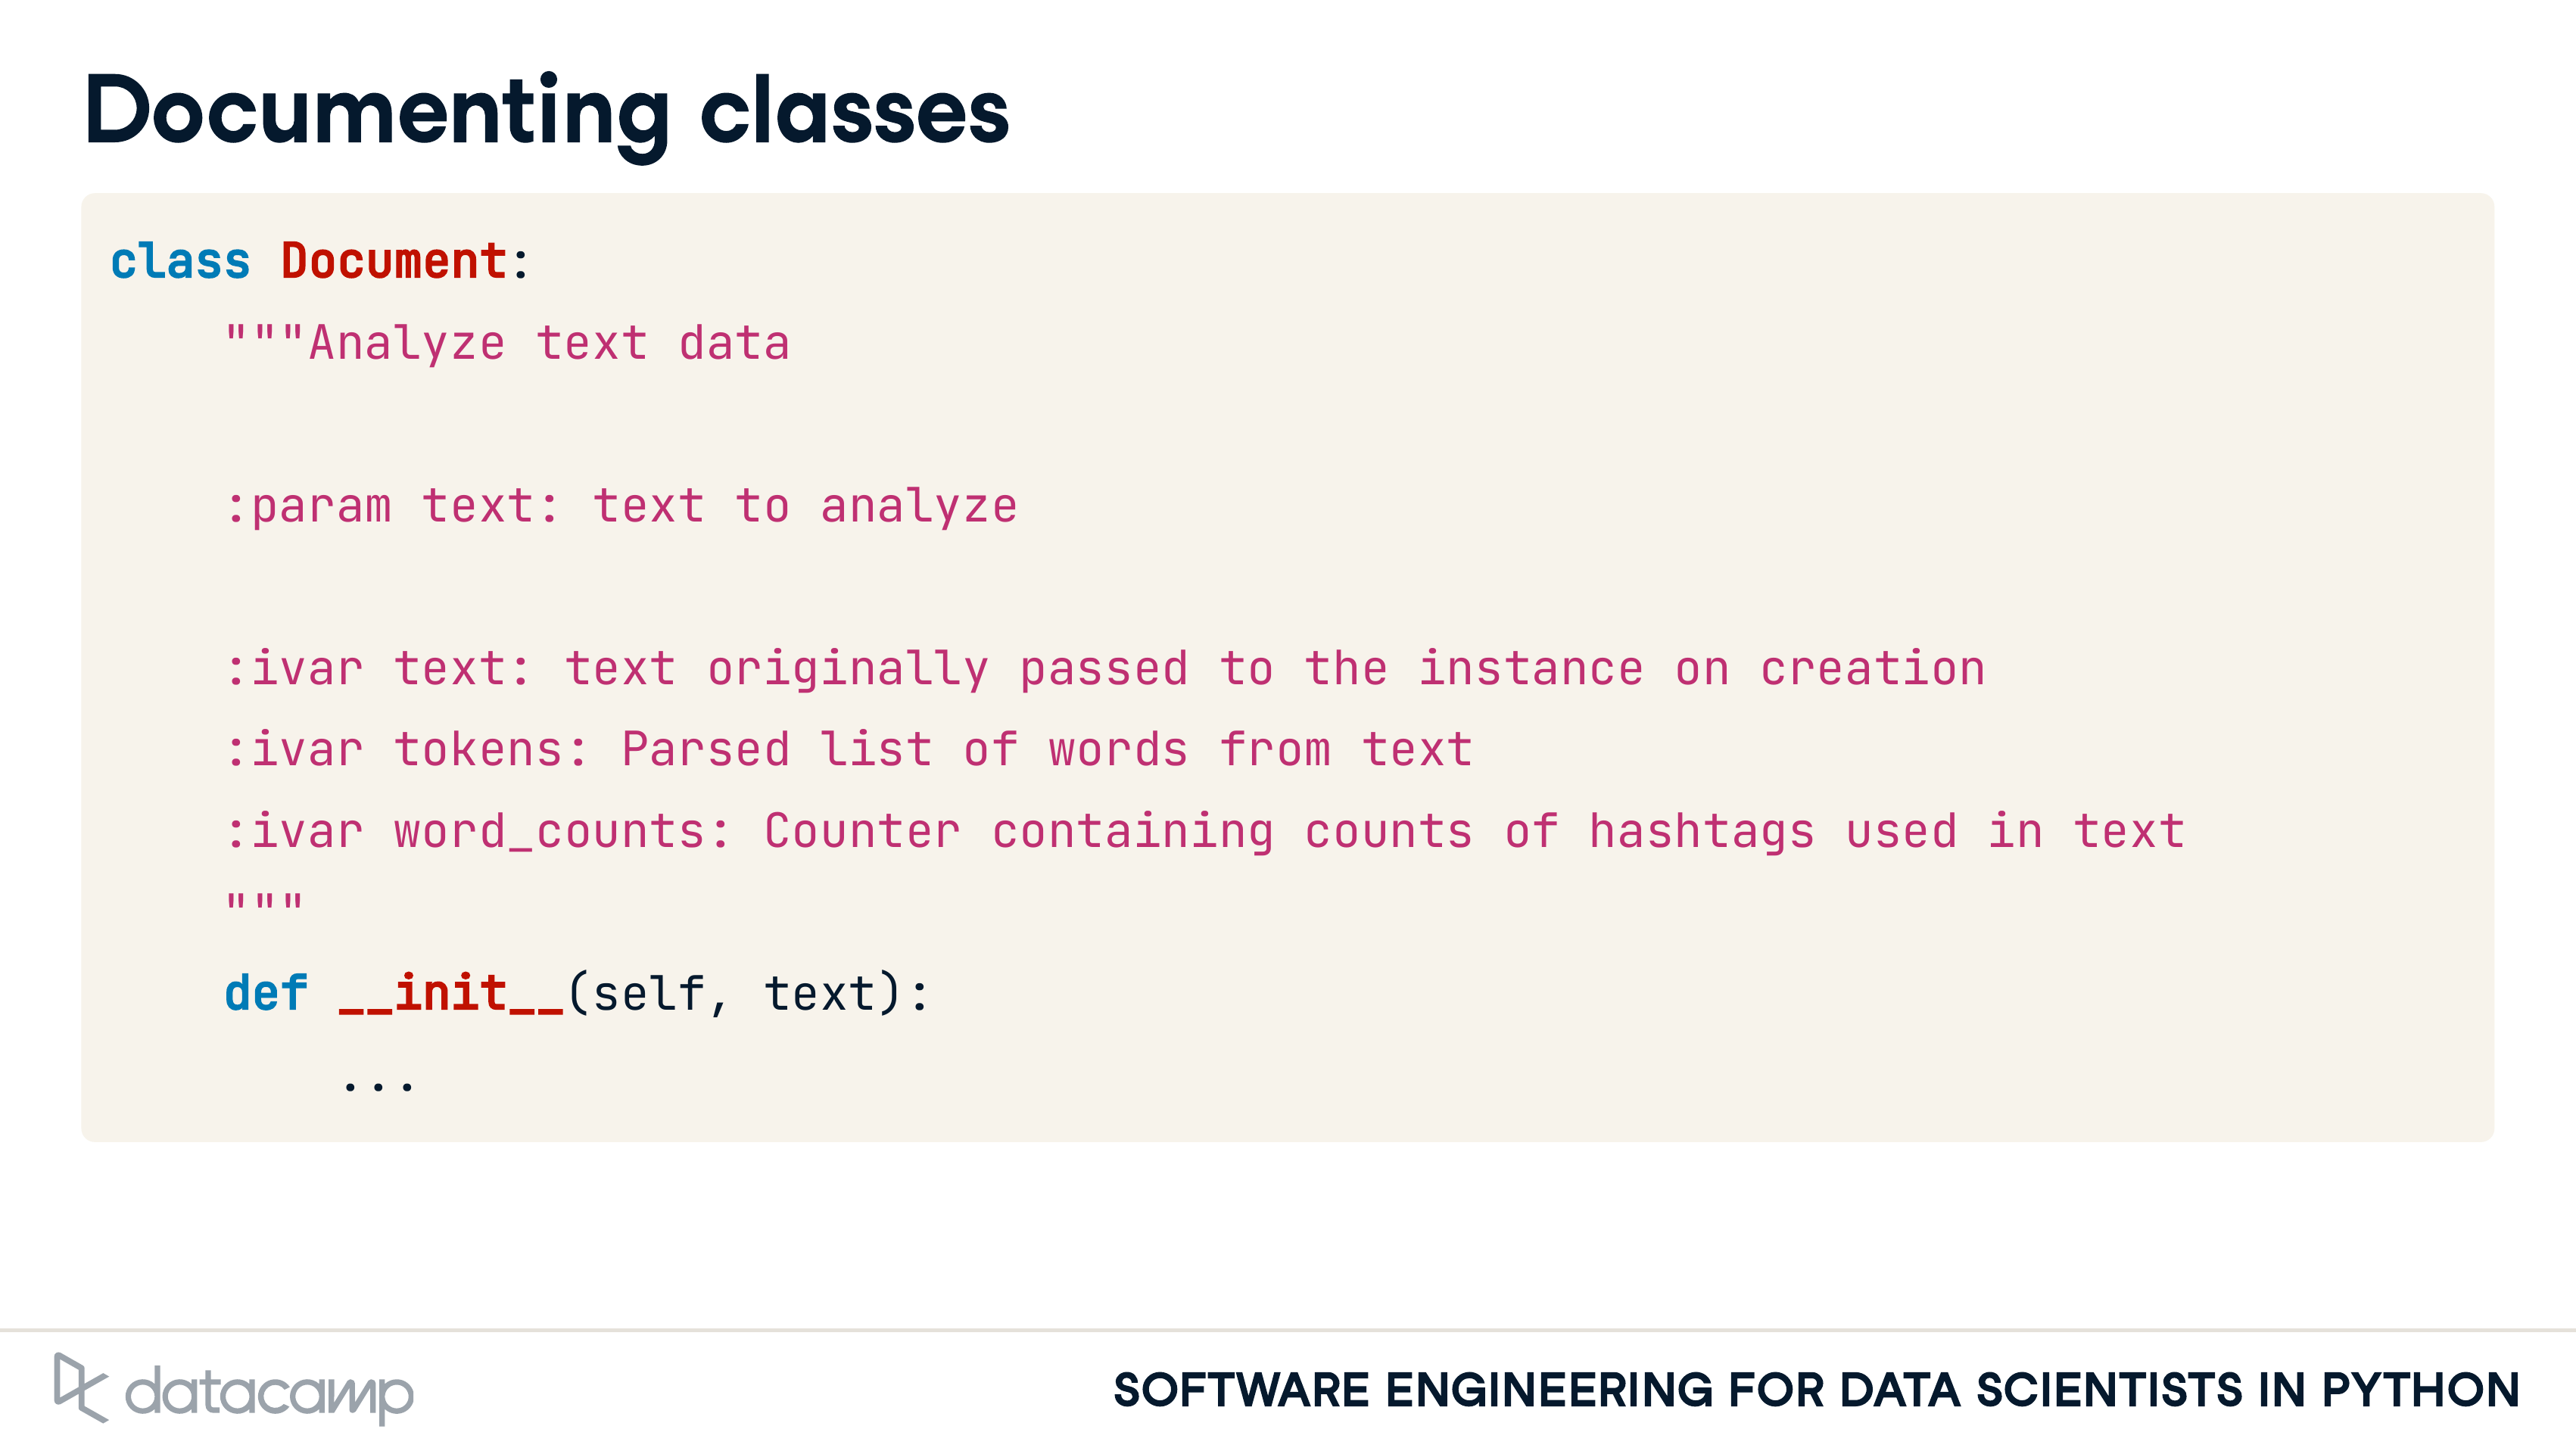 Documenting classes
class Document:
    """Analyze text data

    :param text: text to analyze

    :ivar text: text originally passed to the instance on creation
    :ivar tokens: Parsed list of words from text
    :ivar word_counts: Counter containing counts of hashtags used in text
    """
    def __init__(self, text):
        ...
datacamp
SOFTWARE ENGINEERING FOR DATA SCIENTISTS IN PYTHON